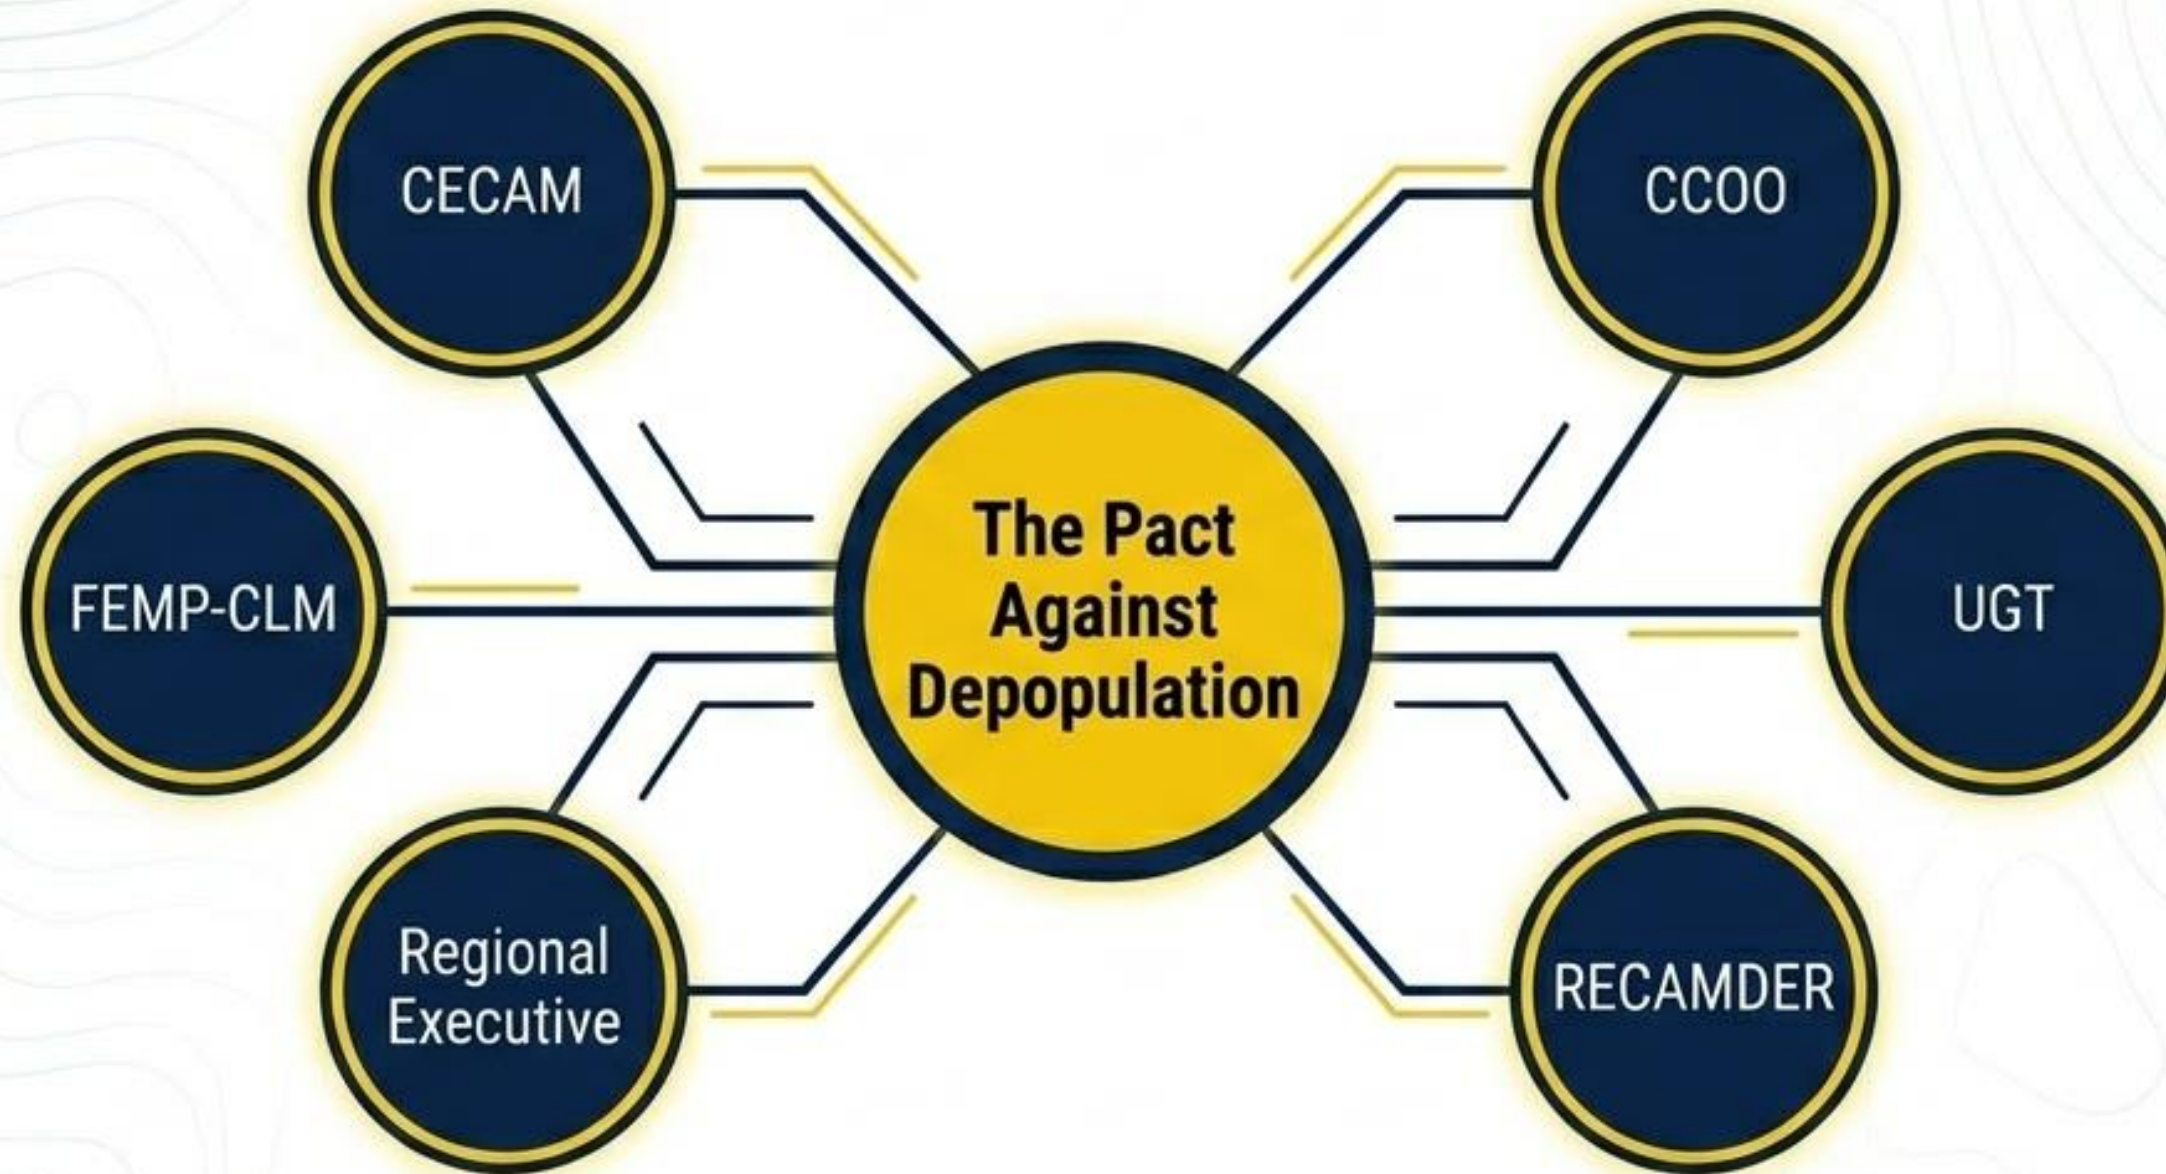 CECAM
CCOO
FEMP-CLM
The Pact
Against
Depopulation
UGT
Regional
Executive
RECAMDER